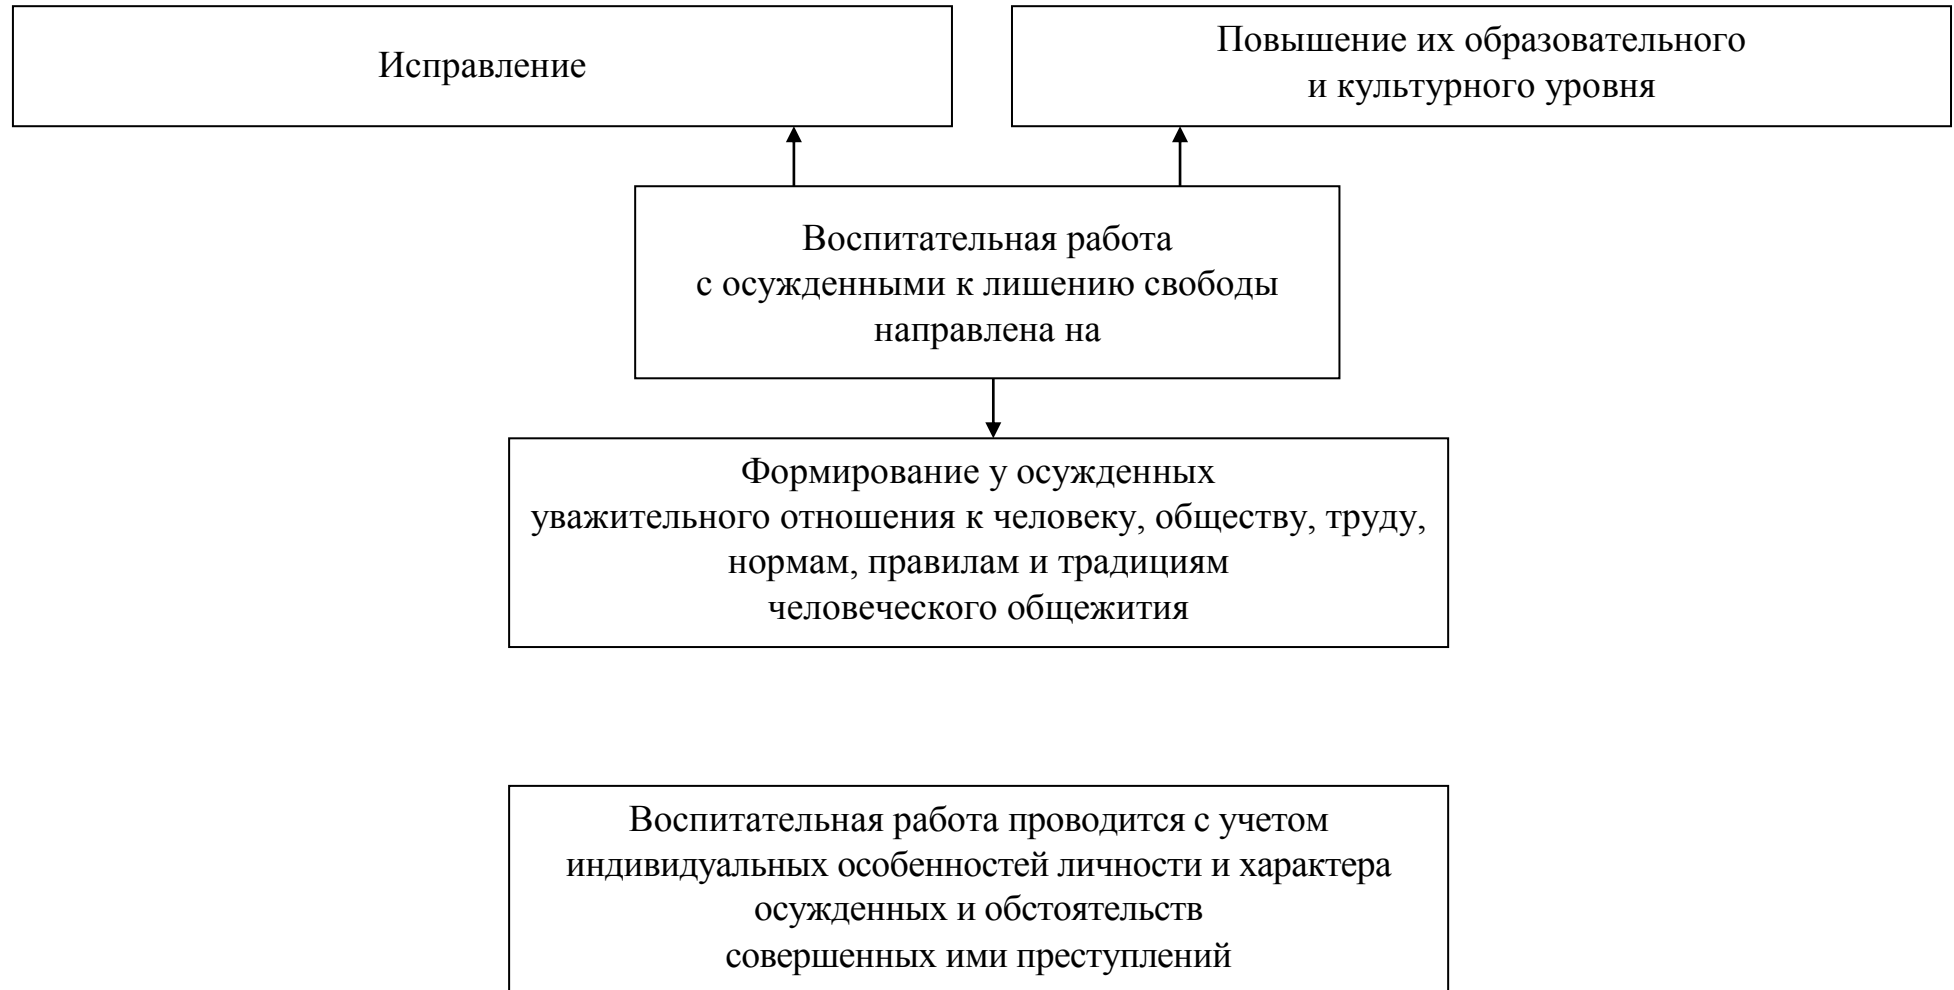 Исправление
Повышение их образовательного
и культурного уровня
Воспитательная работа
с осужденными к лишению свободы
направлена на
Формирование у осужденных
уважительного отношения к человеку, обществу, труду,
нормам, правилам и традициям
человеческого общежития
Воспитательная работа проводится с учетом
индивидуальных особенностей личности и характера
осужденных и обстоятельств
совершенных ими преступлений